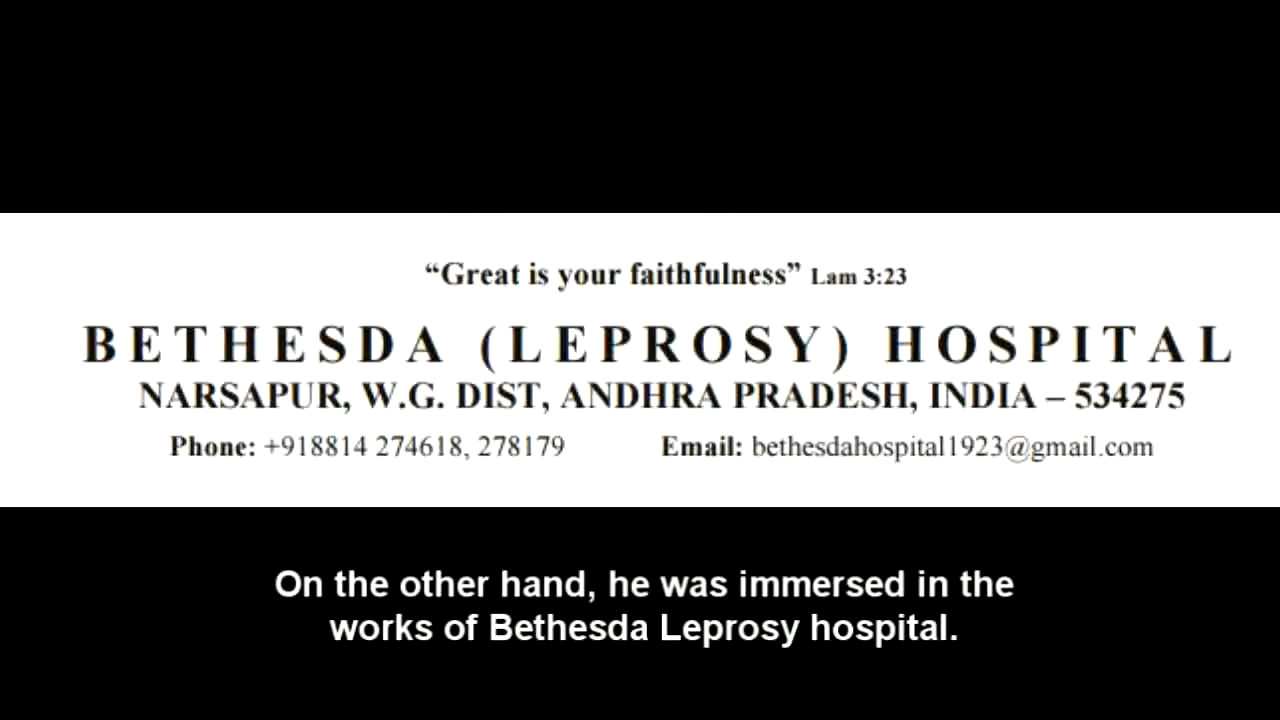 “Great is your faithfulness” Lam 3:23
BETHESDA (LEPROSY) HOSPITAL
NARSAPUR, W.G. DIST, ANDHRA PRADESH, INDIA – 534275
Phone: +918814 274618, 278179 Email: bethesdahospital1923@gmail.com
On the other hand, he was immersed in the
works of Bethesda Leprosy hospital.